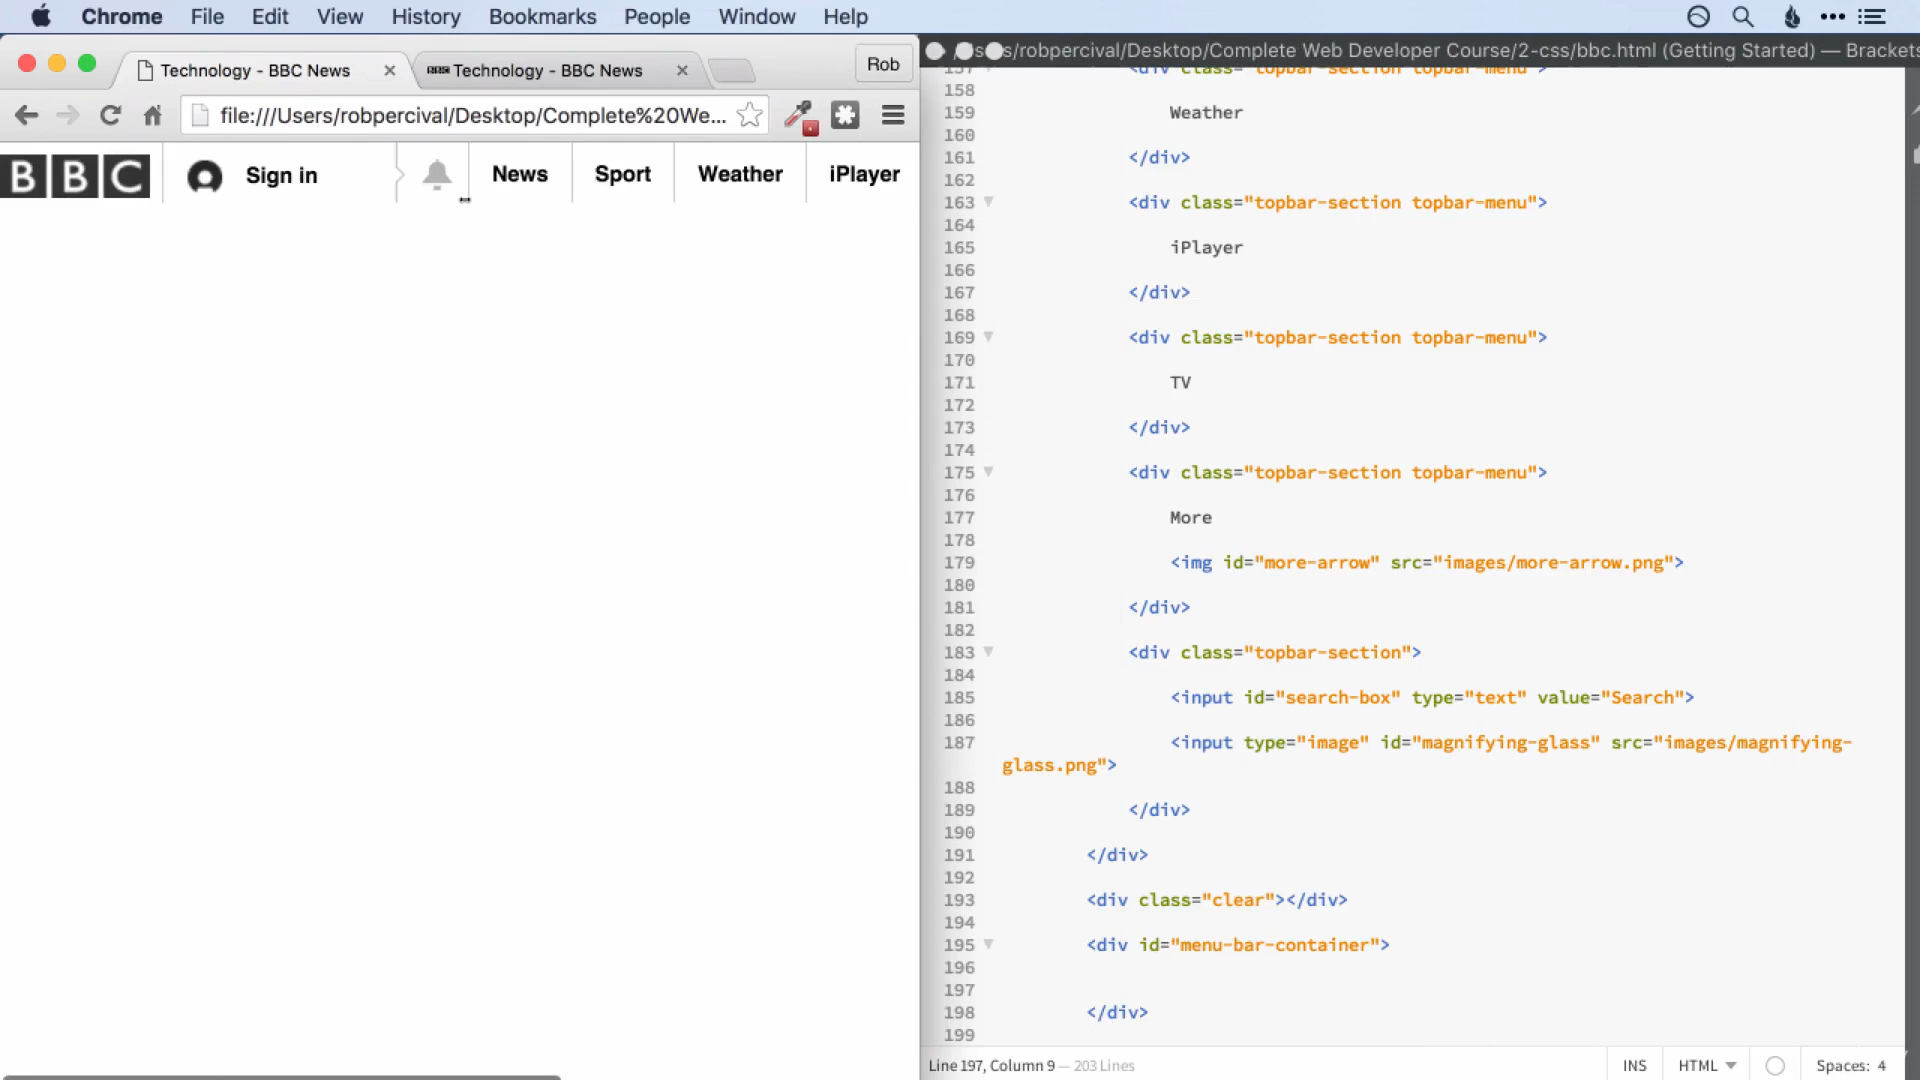 Chrome File Edit View History Bookmarks People Window Help
Technology - BBC News
Technology - BBC News
Rob
file:///Users/robpercival/Desktop/Complete%20We...
BBC Sign in News Sport Weather iPlayer
s/robpercival/Desktop/Complete Web Developer Course/2-css/bbc.html (Getting Started) — Brackets
157 <div class="topbar-section topbar-menu">
158
159 Weather
160
161 </div>
162
163 <div class="topbar-section topbar-menu">
164
165 iPlayer
166
167 </div>
168
169 <div class="topbar-section topbar-menu">
170
171 TV
172
173 </div>
174
175 <div class="topbar-section topbar-menu">
176
177 More
178
179 <img id="more-arrow" src="images/more-arrow.png">
180
181 </div>
182
183 <div class="topbar-section">
184
185 <input id="search-box" type="text" value="Search">
186
187 <input type="image" id="magnifying-glass" src="images/magnifying-
glass.png">
188
189 </div>
190
191 </div>
192
193 <div class="clear"></div>
194
195 <div id="menu-bar-container">
196
197
198 </div>
199
Line 197, Column 9 — 203 Lines
INS HTML Spaces: 4